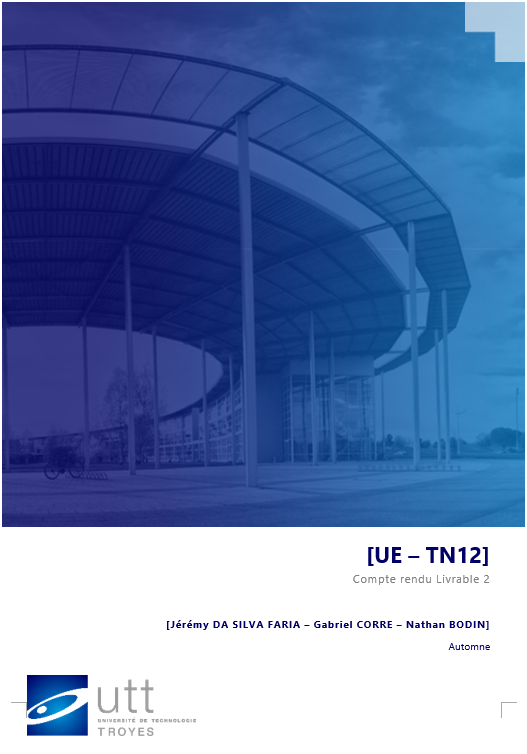 [UE – TN12]
Compte rendu Livrable 2
[Jérémy DA SILVA FARIA – Gabriel CORRE – Nathan BODIN]
Automne
utt
UNIVERSITÉ DE TECHNOLOGIE
TROYES